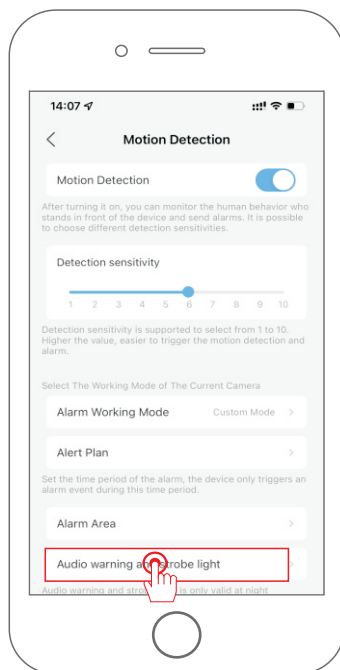 14:07
Motion Detection
Motion Detection
After turning it on, you can monitor the human behavior who
stands in front of the device and send alarms. It is possible
to choose different detection sensitivities.
Detection sensitivity
1 2 3 4 5 6 7 8 9 10
Detection sensitivity is supported to select from 1 to 10.
Higher the value, easier to trigger the motion detection and
alarm.
Select The Working Mode of The Current Camera
Alarm Working Mode Custom Mode
Alert Plan
Set the time period of the alarm, the device only triggers an
alarm event during this time period.
Alarm Area
Audio warning and strobe light
Audio warning and strobe is only valid at night